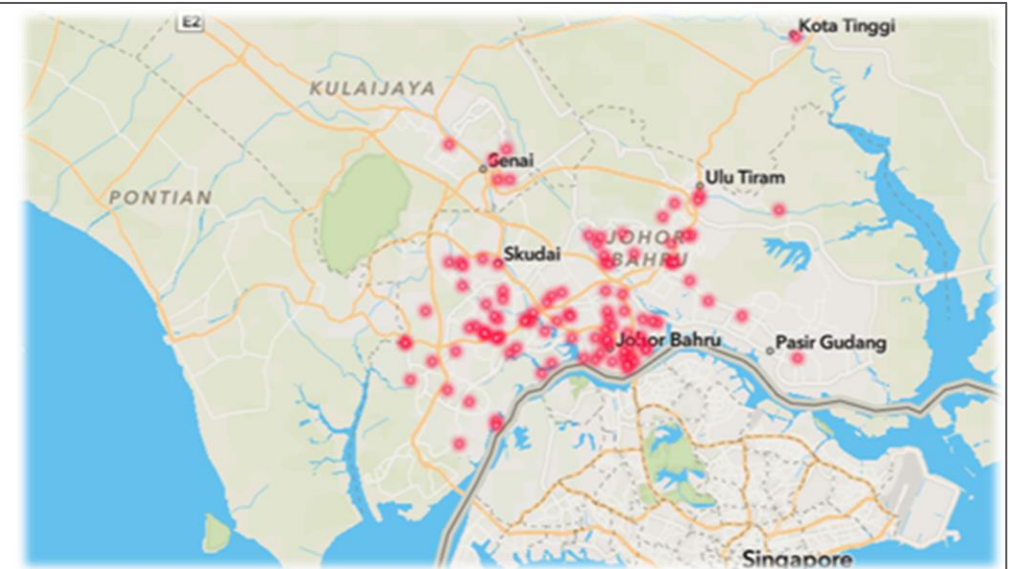 E2
Kota Tinggi
KULAIJAYA
Senai
Ulu Tiram
PONTIAN
JOHOR
BAHRU
Skudai
Johor Bahru
Pasir Gudang
Singapore